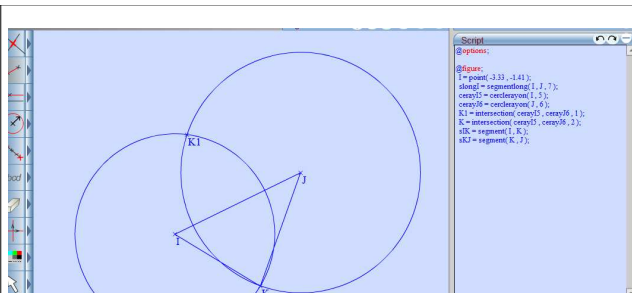 Script
@options;
@figure;
I = point( -3.33 , -1.41 );
slongI = segmentlong( I , J , 7 );
cerayI5 = cerclerayon( I , 5 );
cerayJ6 = cerclerayon( J , 6 );
K1 = intersection( cerayI5 , cerayJ6 , 1 );
K = intersection( cerayI5 , cerayJ6 , 2 );
sIK = segment( I , K );
sKJ = segment( K , J );
K1
J
I